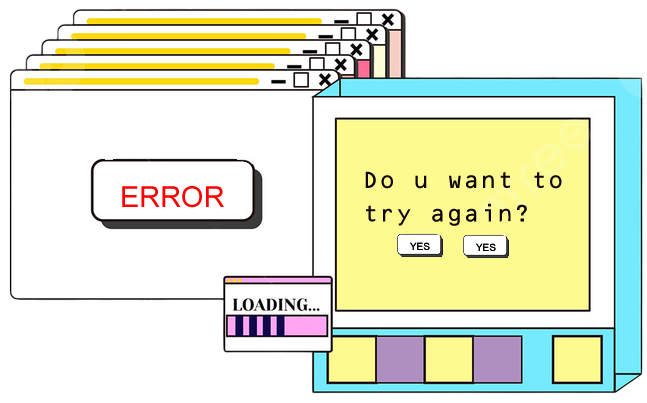 ERROR
Do u want to
try again?
YES
YES
LOADING...